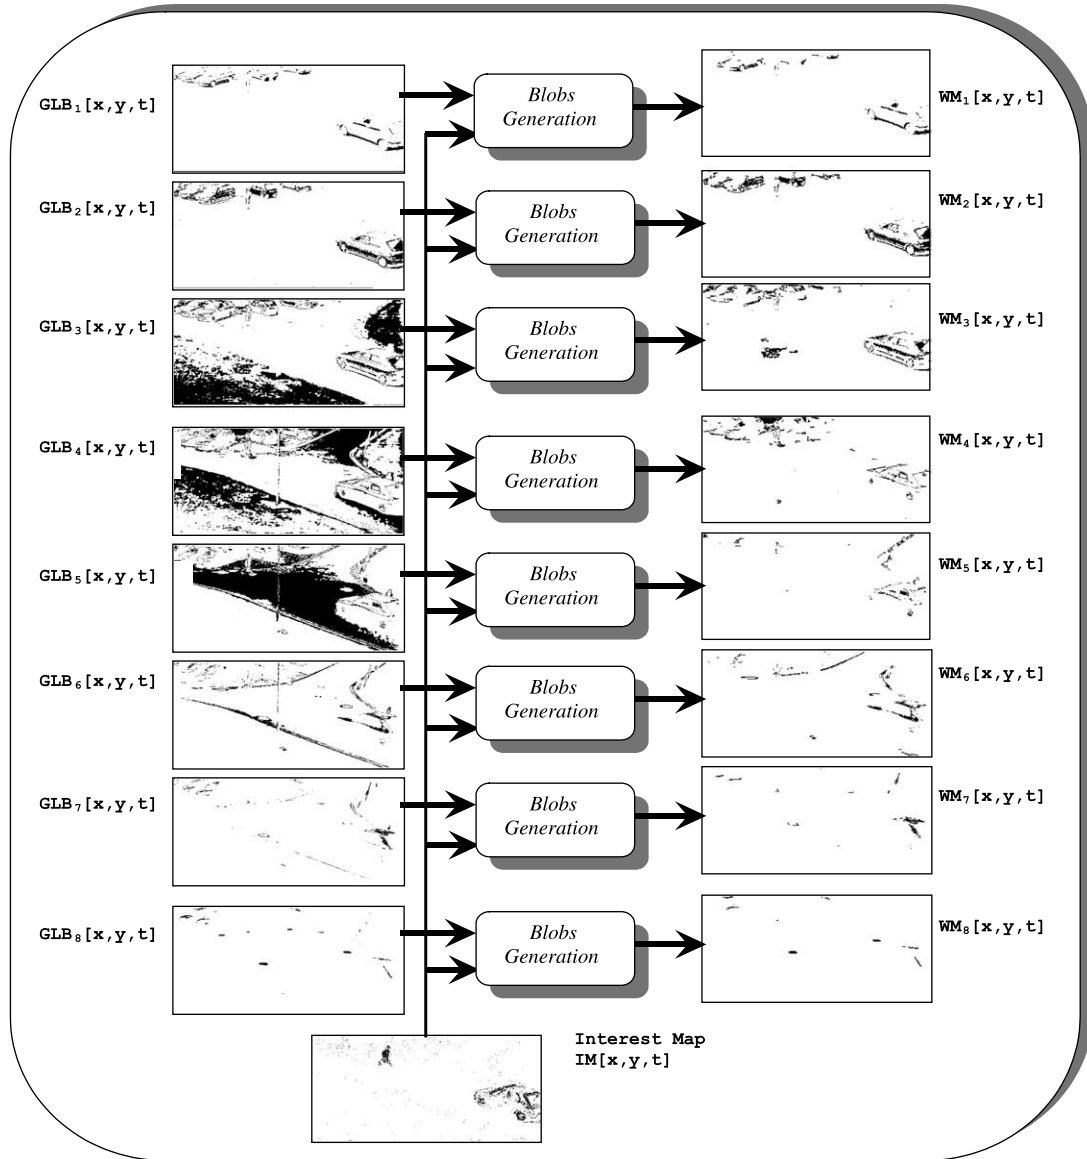 GLB₁[x,y,t]
Blobs
Generation
WM₁[x,y,t]
GLB₂[x,y,t]
Blobs
Generation
WM₂[x,y,t]
GLB₃[x,y,t]
Blobs
Generation
WM₃[x,y,t]
GLB₄[x,y,t]
Blobs
Generation
WM₄[x,y,t]
GLB₅[x,y,t]
Blobs
Generation
WM₅[x,y,t]
GLB₆[x,y,t]
Blobs
Generation
WM₆[x,y,t]
GLB₇[x,y,t]
Blobs
Generation
WM₇[x,y,t]
GLB₈[x,y,t]
Blobs
Generation
WM₈[x,y,t]
Interest Map
IM[x,y,t]